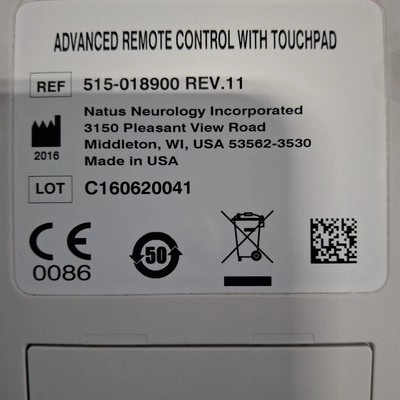 ADVANCED REMOTE CONTROL WITH TOUCHPAD
REF 515-018900 REV.11
Natus Neurology Incorporated
3150 Pleasant View Road
Middleton, WI, USA 53562-3530
Made in USA
2016
LOT C160620041
CE
0086
50